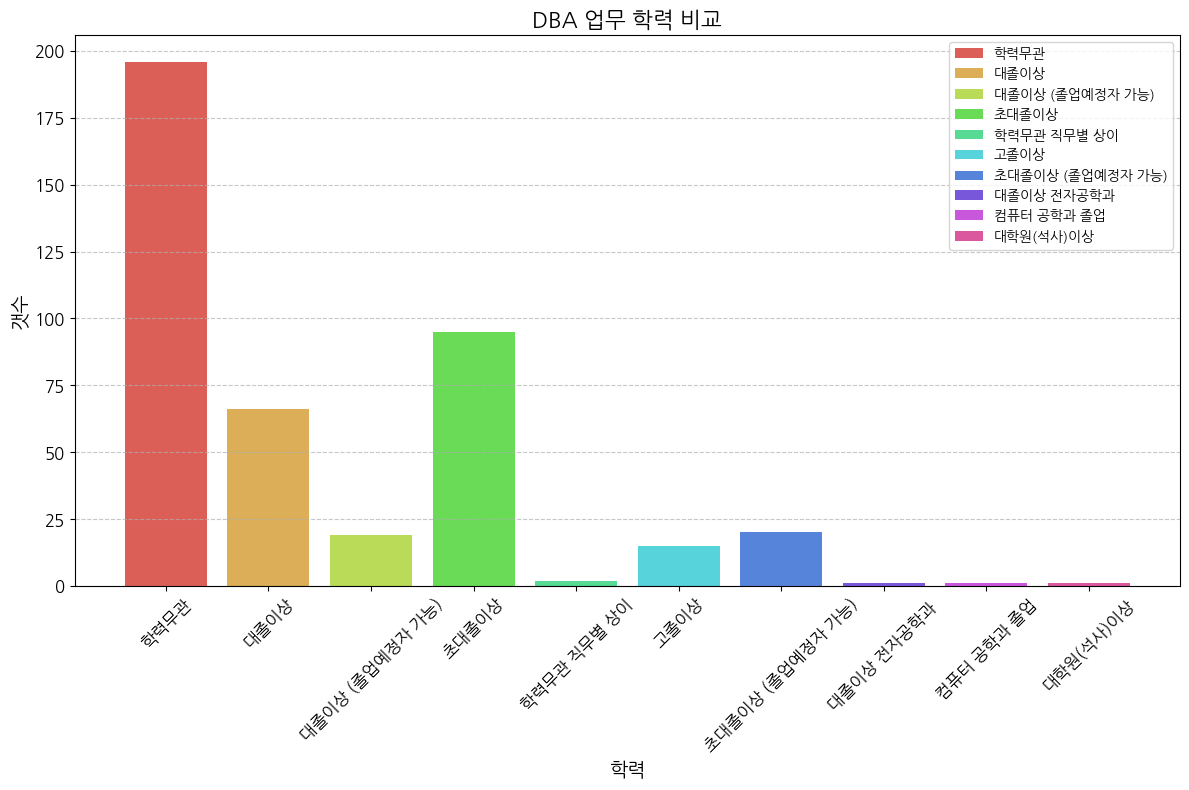 DBA 업무 학력 비교
갯수
200
175
150
125
100
75
50
25
0
학력무관
대졸이상
대졸이상 (졸업예정자 가능)
초대졸이상
학력무관 직무별 상이
고졸이상
초대졸이상 (졸업예정자 가능)
대졸이상 전자공학과
컴퓨터 공학과 졸업
대학원(석사)이상
학력무관
대졸이상
대졸이상 (졸업예정자 가능)
초대졸이상
학력무관 직무별 상이
고졸이상
초대졸이상 (졸업예정자 가능)
대졸이상 전자공학과
컴퓨터 공학과 졸업
대학원(석사)이상
학력